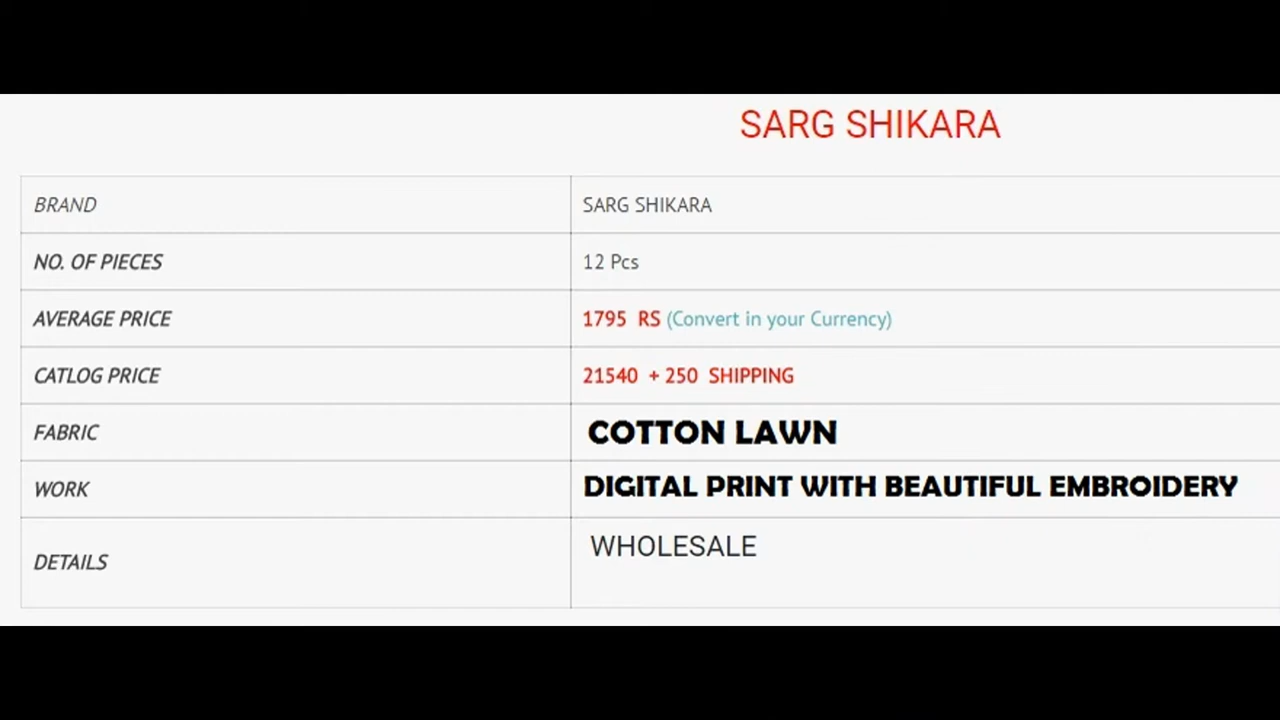 SARG SHIKARA
BRAND SARG SHIKARA
NO. OF PIECES 12 Pcs
AVERAGE PRICE 1795 RS (Convert in your Currency)
CATLOG PRICE 21540 + 250 SHIPPING
FABRIC COTTON LAWN
WORK DIGITAL PRINT WITH BEAUTIFUL EMBROIDERY
DETAILS WHOLESALE